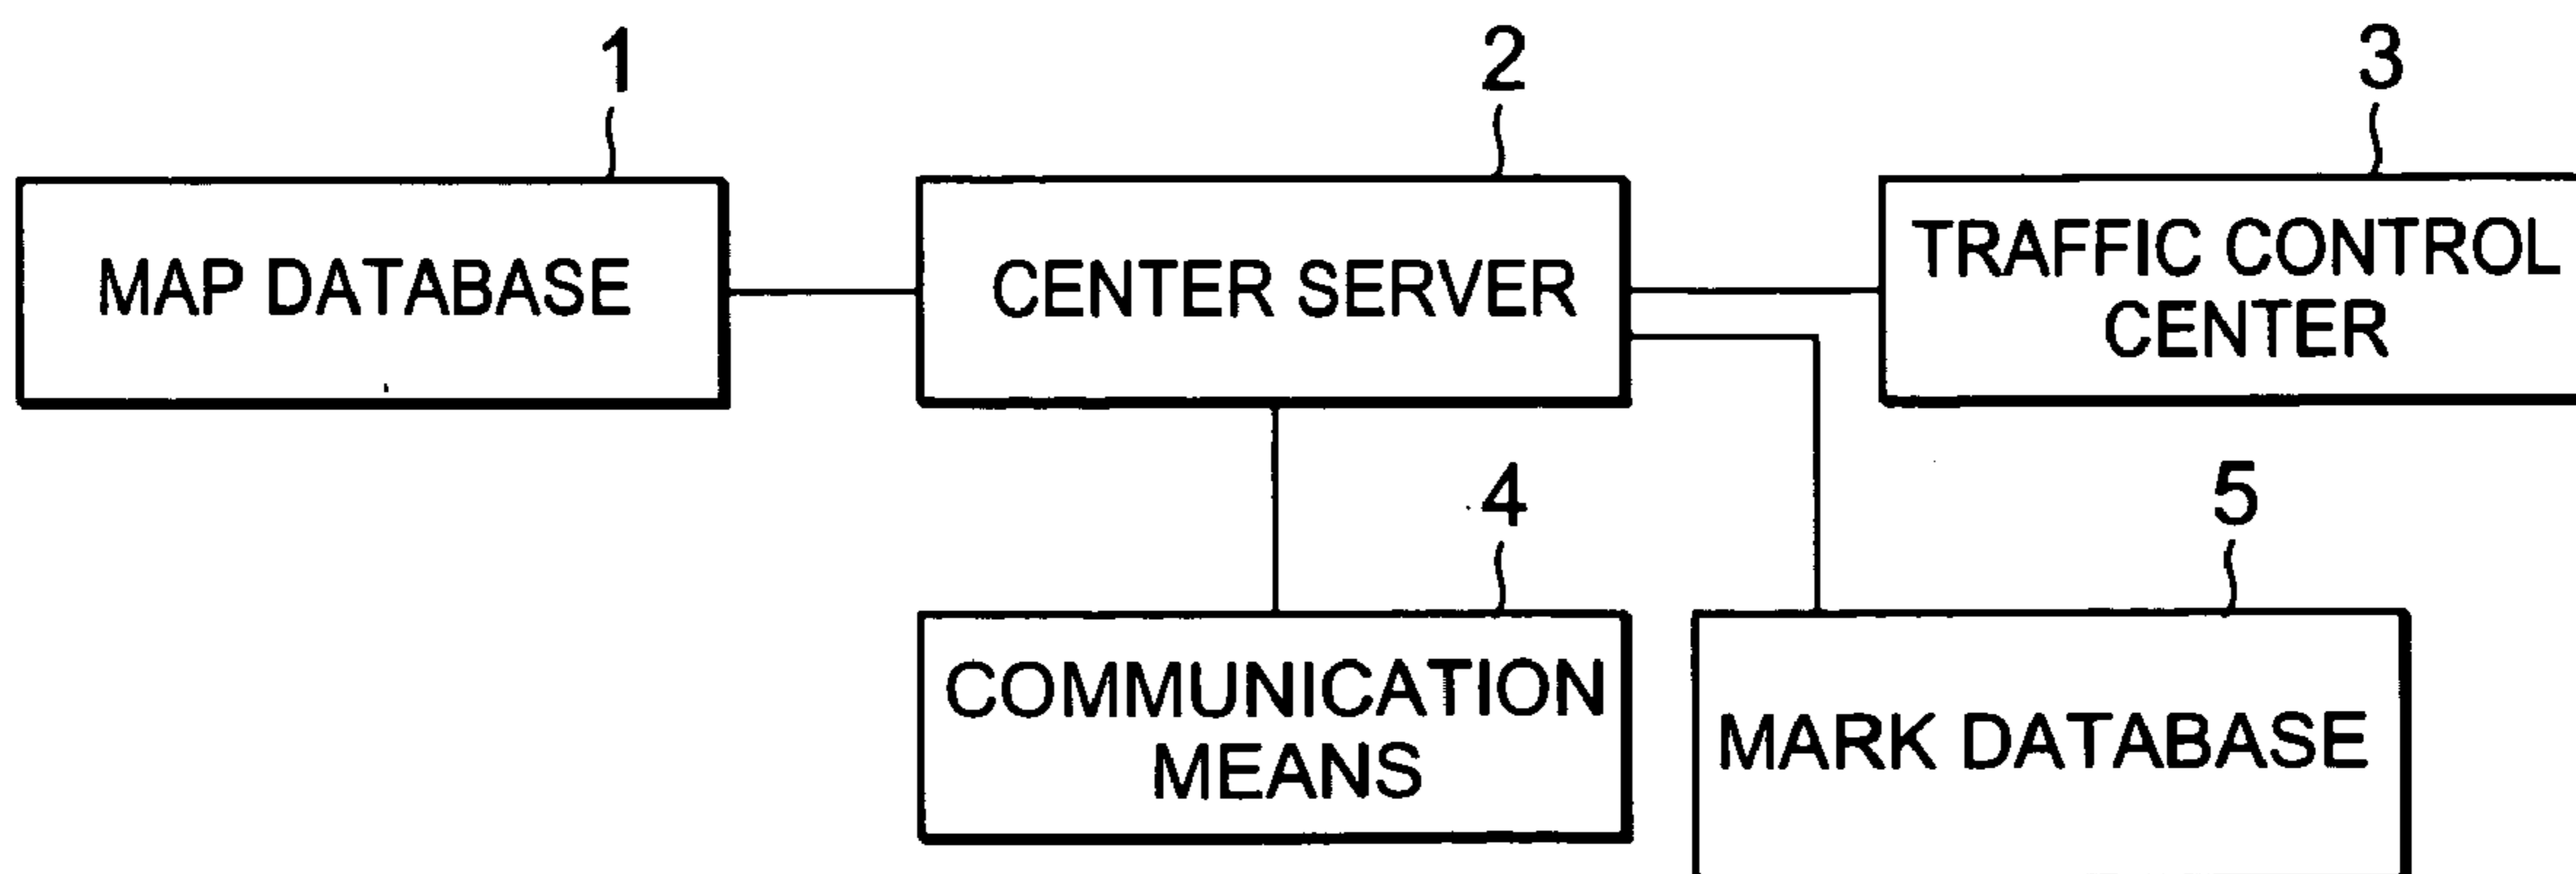 1
2
3
MAP DATABASE
CENTER SERVER
TRAFFIC CONTROL
CENTER
4
5
COMMUNICATION
MEANS
MARK DATABASE